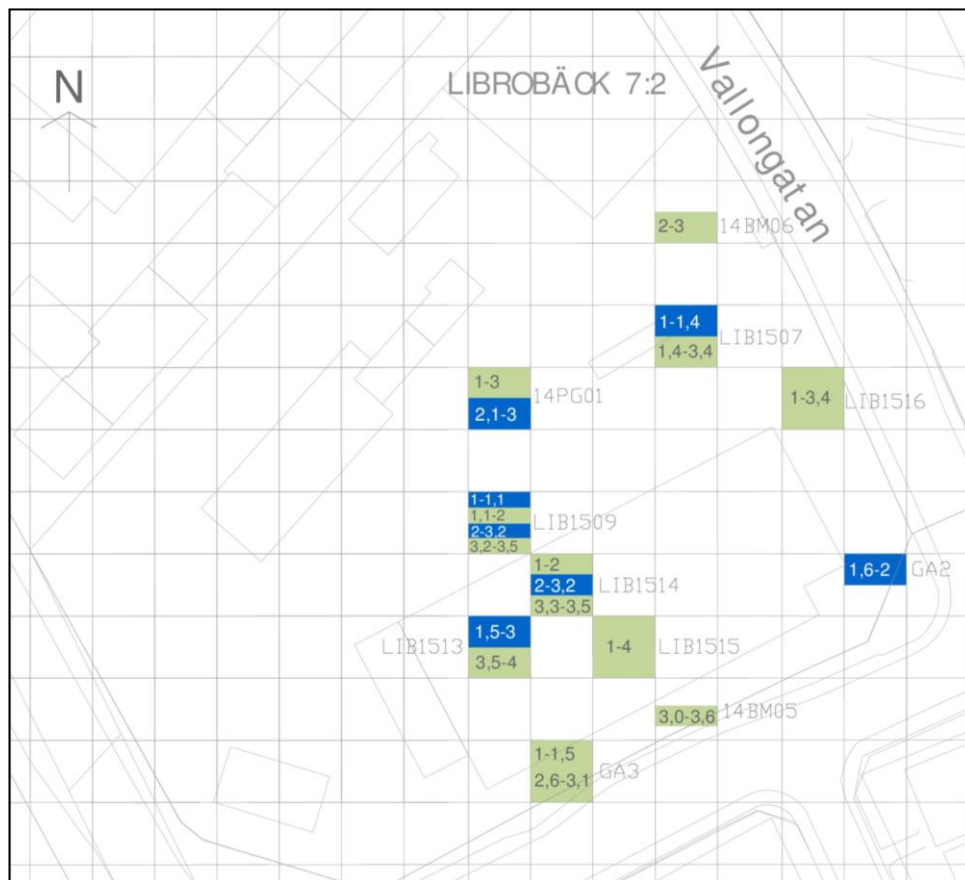 N
LIBROBÄCK 7:2
Vallongatan
2-3 14BM06
1-1,4
LIB1507
1,4-3,4
1-3
14PG01
2,1-3
1-3,4 LIB1516
1-1,1
1,1-2
LIB1509
2-3,2
3,2-3,5
1-2
2-3,2 LIB1514
3,3-3,5
1,6-2 GA2
1,5-3
LIB1513
3,5-4
1-4 LIB1515
3,0-3,6 14BM05
1-1,5
GA3
2,6-3,1